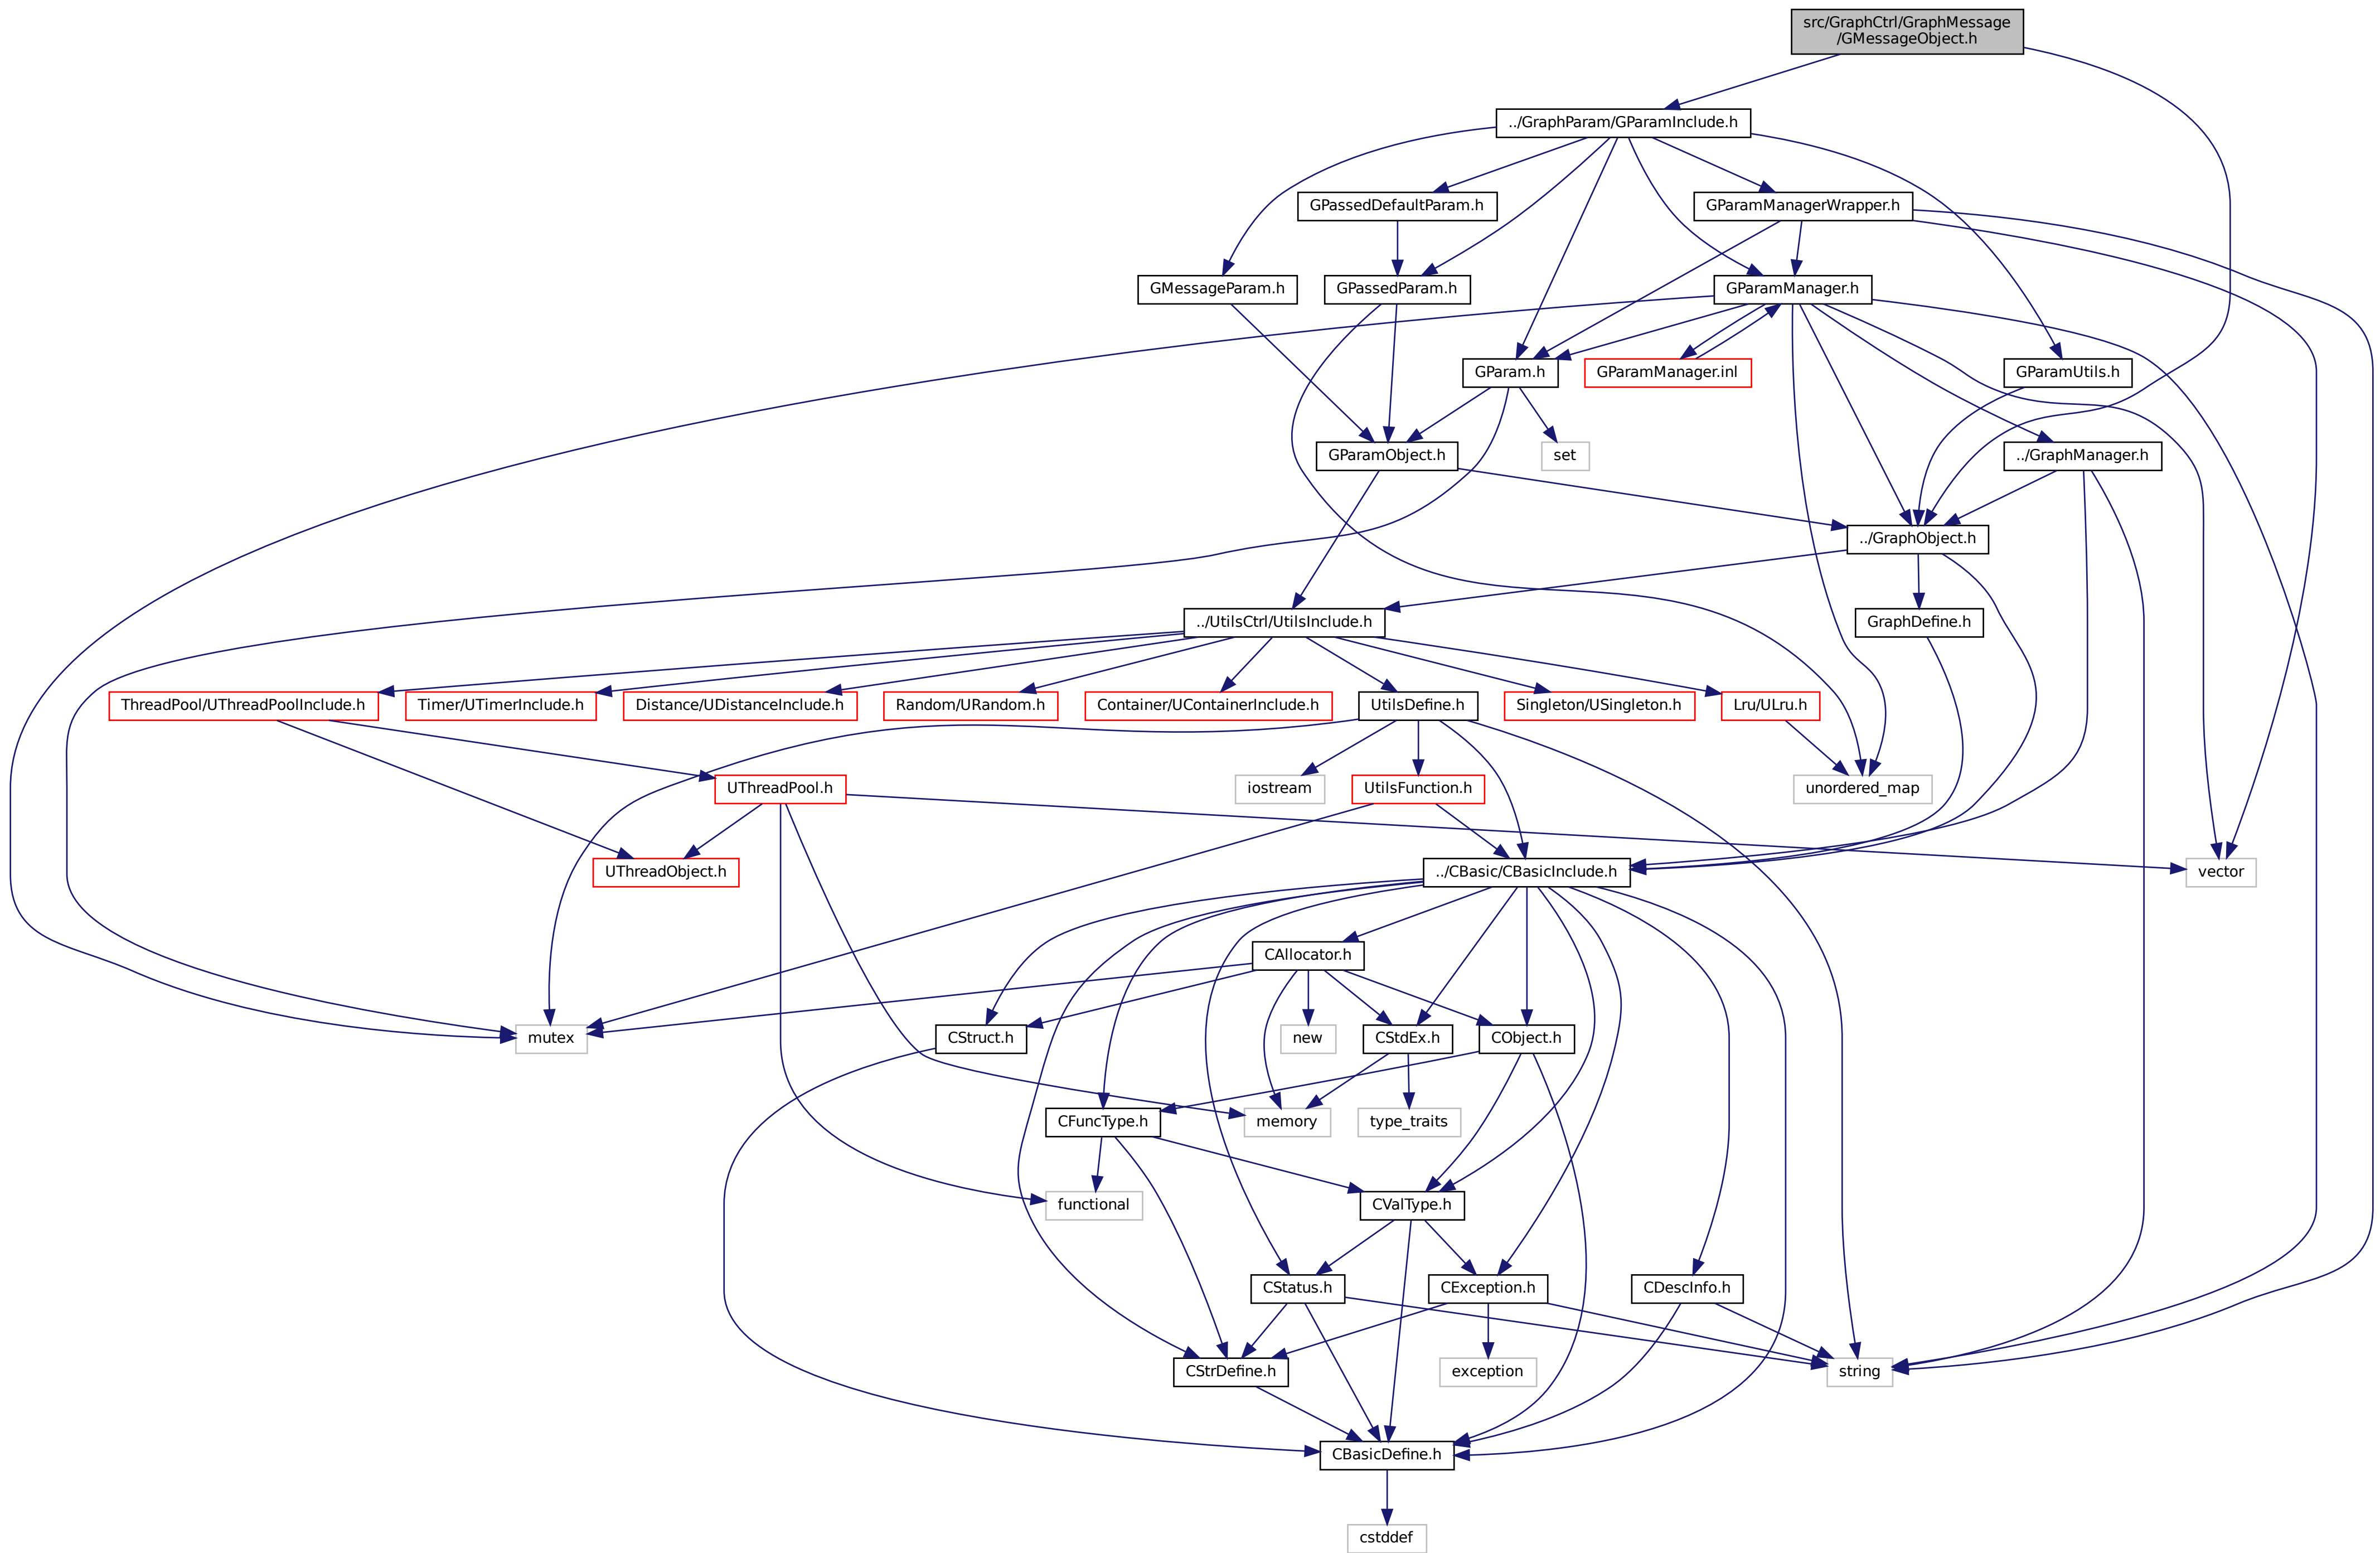 src/GraphCtrl/GraphMessage
/GMessageObject.h
../GraphParam/GParamInclude.h
GPassedDefaultParam.h
GParamManagerWrapper.h
GMessageParam.h
GPassedParam.h
GParamManager.h
GParam.h
GParamManager.inl
GParamUtils.h
GParamObject.h
set
../GraphManager.h
../GraphObject.h
../UtilsCtrl/UtilsInclude.h
GraphDefine.h
ThreadPool/UThreadPoolInclude.h
Timer/UTimerInclude.h
Distance/UDistanceInclude.h
Random/URandom.h
Container/UContainerInclude.h
UtilsDefine.h
Singleton/USingleton.h
Lru/ULru.h
UThreadPool.h
iostream
UtilsFunction.h
unordered_map
UThreadObject.h
../CBasic/CBasicInclude.h
vector
CAllocator.h
mutex
CStruct.h
new
CStdEx.h
CObject.h
CFuncType.h
memory
type_traits
functional
CValType.h
CStatus.h
CException.h
CDescInfo.h
CStrDefine.h
exception
string
CBasicDefine.h
cstddef